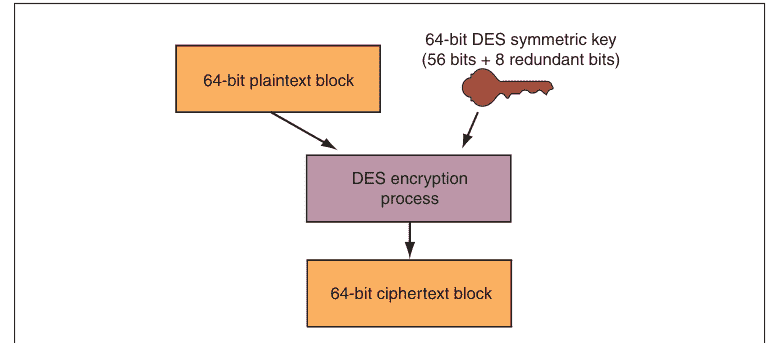 64-bit DES symmetric key
(56 bits + 8 redundant bits)
64-bit plaintext block
DES encryption
process
64-bit ciphertext block